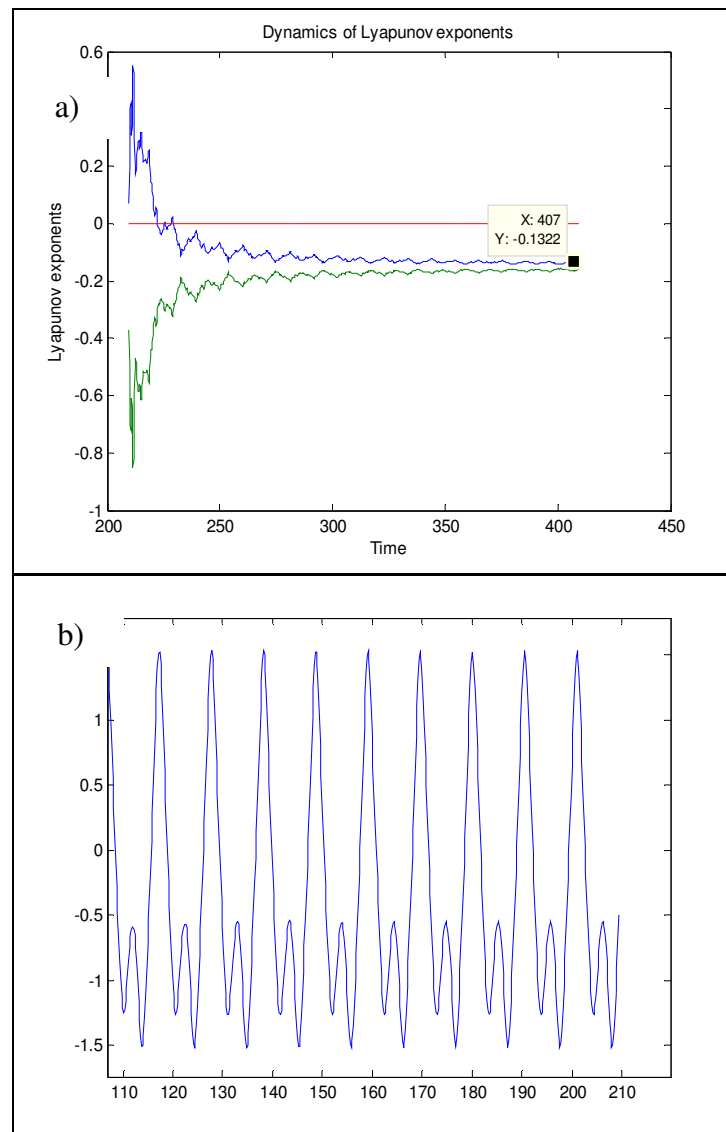 Dynamics of Lyapunov exponents
a)
0.6
0.2
0
-0.2
-0.4
-0.6
-0.8
-1
Lyapunov exponents
X: 407
Y: -0.1322
200 250 300 350 400 450
Time
b)
1
0.5
0
-0.5
-1
-1.5
110 120 130 140 150 160 170 180 190 200 210